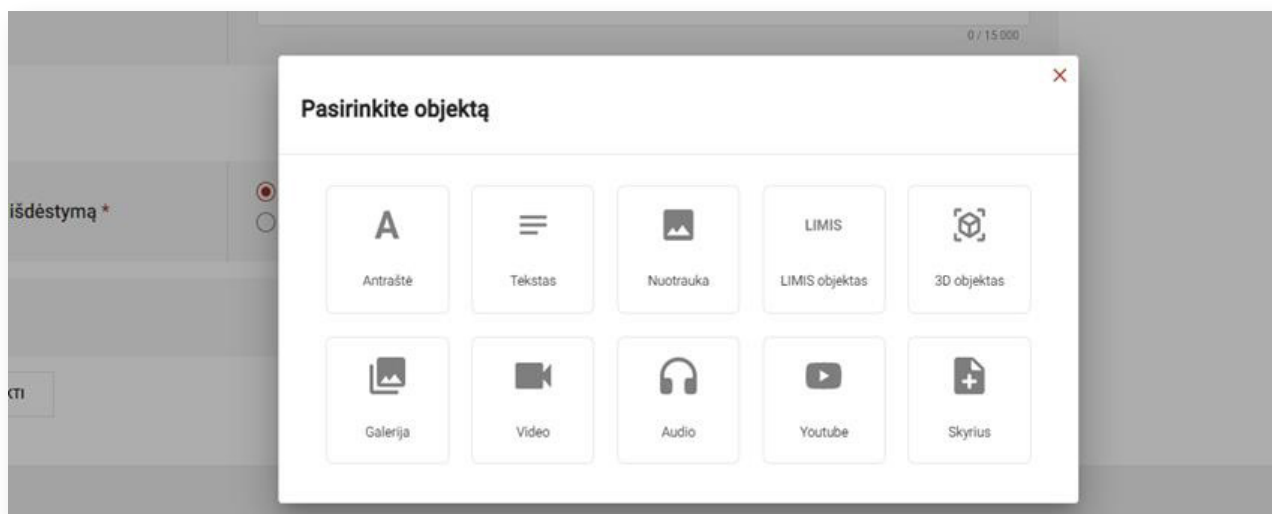 0 / 15 000
Pasirinkite objektą
išdėstymą *
A
LIMIS
Antraštė
Tekstas
Nuotrauka
LIMIS objektas
3D objektas
Galerija
Video
Audio
Youtube
Skyrius